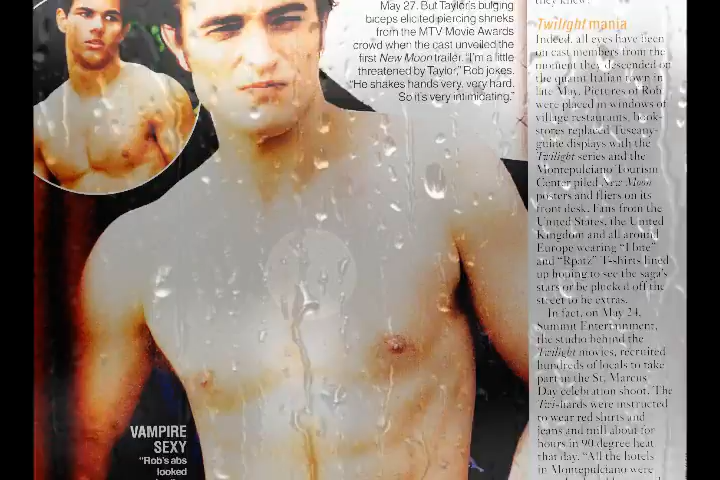 May 27. But Taylor's bulging
biceps elicited piercing shrieks
from the MTV Movie Awards
crowd when the cast unveiled the
first New Moon trailer. "I'm a little
threatened by Taylor," Rob jokes.
"He shakes hands very, very hard.
So it's very intimidating."
VAMPIRE
SEXY
"Rob's abs
looked
they knew.
Twilight mania
Indeed, all eyes have been
on cast members from the
moment they descended on
the quaint Italian town in
late May. Pictures of Rob
were placed in windows of
village restaurants, book-
stores replaced Tuscany-
guide displays with the
Twilight series and the
Montepulciano Tourism
Center piled New Moon
posters and fliers on its
front desk. Fans from the
United States, the United
Kingdom and all around
Europe wearing "I bite"
and "Rpatz" T-shirts lined
up hoping to see the saga's
stars or be plucked off the
street to be extras.
In fact, on May 24,
Summit Entertainment,
the studio behind the
Twilight movies, recruited
hundreds of locals to take
part in the St. Marcus
Day celebration shoot. The
Twi-hards were instructed
to wear red shirts and
jeans and mill about for
hours in 90 degree heat
that day. "All the hotels
in Montepulciano were